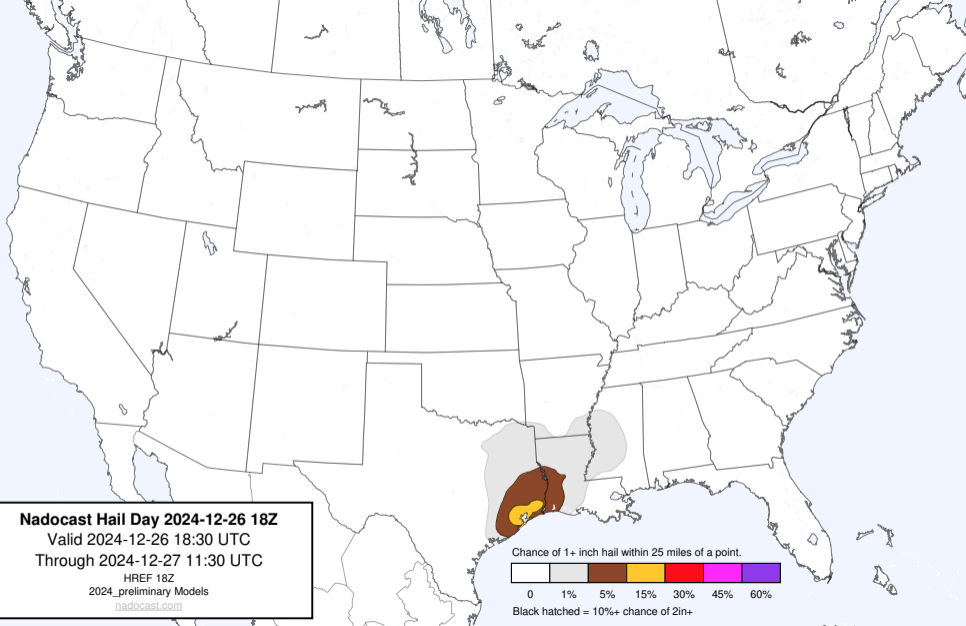 Nadocast Hail Day 2024-12-26 18Z
Valid 2024-12-26 18:30 UTC
Through 2024-12-27 11:30 UTC
HREF 18Z
2024_preliminary Models
nadocast.com
Chance of 1+ inch hail within 25 miles of a point.
0 1% 5% 15% 30% 45% 60%
Black hatched = 10%+ chance of 2in+